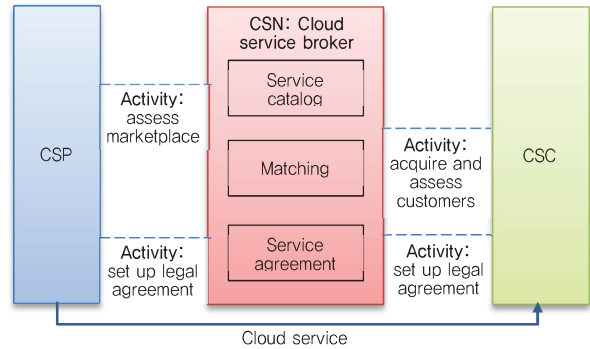 CSN: Cloud
service broker
Service
catalog
Activity:
assess
marketplace
CSP
Matching
Activity:
acquire and
assess
customers
CSC
Service
agreement
Activity:
set up legal
agreement
Activity:
set up legal
agreement
Cloud service